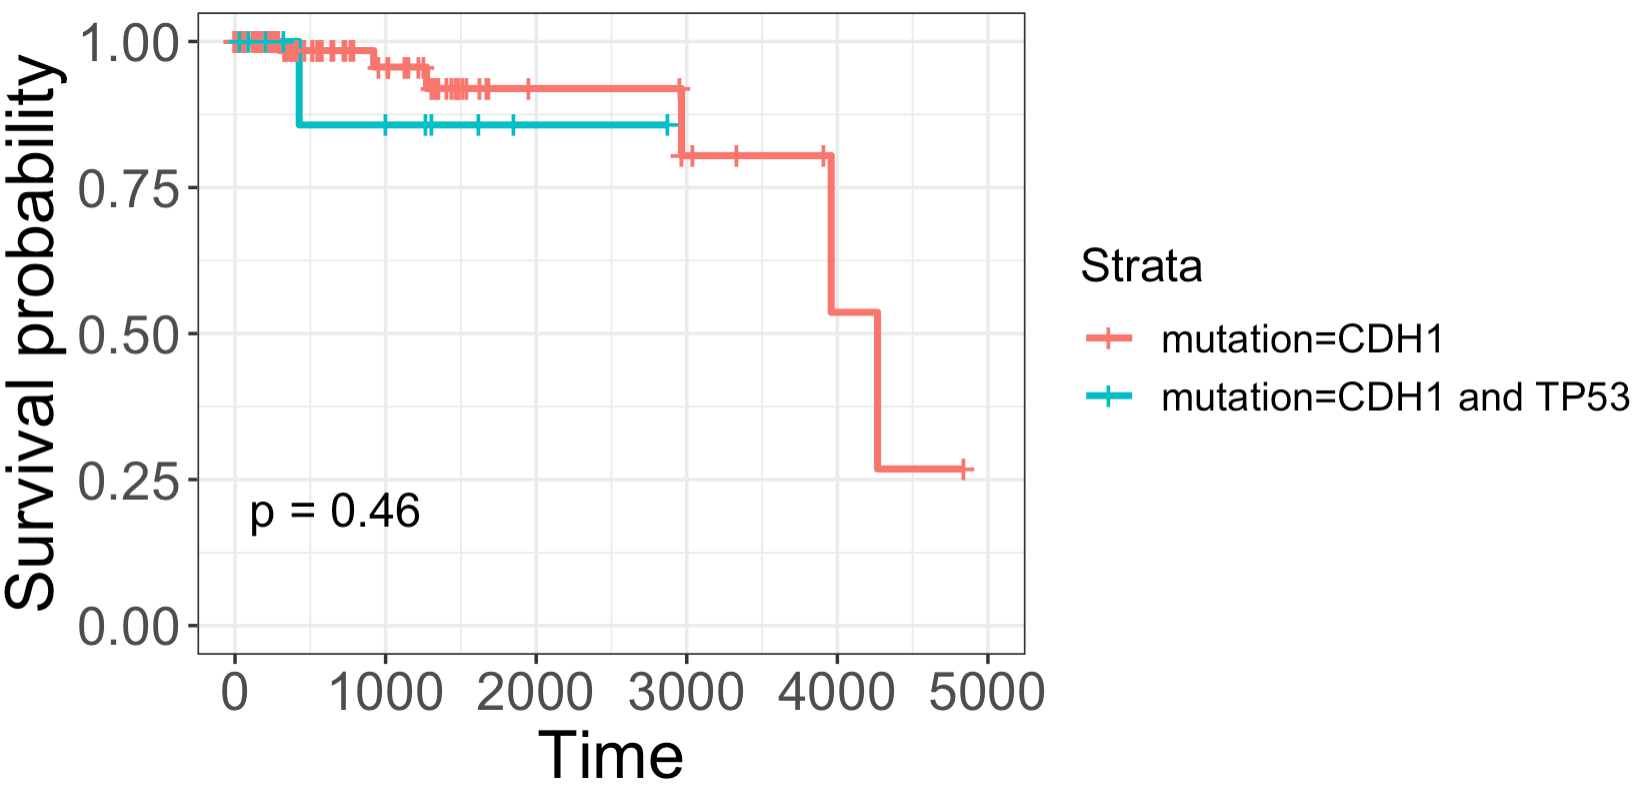 Survival probability
1.00
0.75
0.50
0.25
0.00
p = 0.46
0 1000 2000 3000 4000 5000
Time
Strata
mutation=CDH1
mutation=CDH1 and TP53